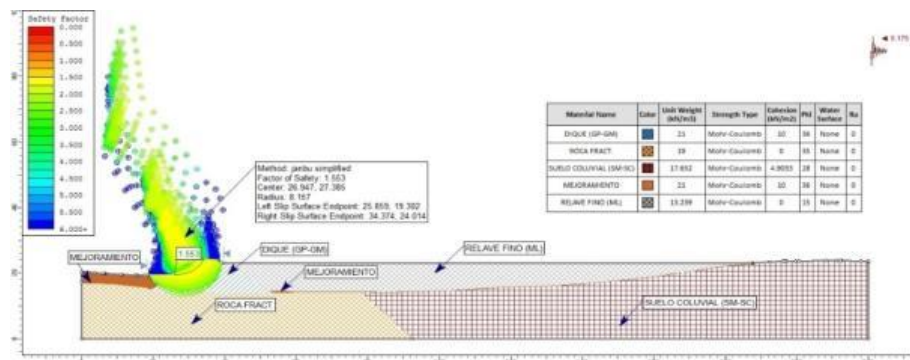 Safety Factor
0.000
0.500
1.000
1.500
2.000
2.500
3.000
3.500
4.000
4.500
5.000
5.500
6.000+
0.175
Material Name Color Unit Weight (kN/m3) Strength Type Cohesion (kN/m2) Phi Water Surface Ru
DIQUE (GP-GM) 21 Mohr-Coulomb 10 36 None 0
ROCA FRACT. 19 Mohr-Coulomb 0 35 None 0
SUELO COLUVIAL (SM-SC) 17.652 Mohr-Coulomb 28 None 0
MEJORAMIENTO 21 Mohr-Coulomb 10 36 None 0
RELAVE FINO (ML) 13.239 Mohr-Coulomb 0 15 None 0
Method: janbu simplified
Factor of Safety: 1.553
Center: 26.947, 27.385
Radius: 8.167
Left Slip Surface Endpoint: 25.859, 19.302
Right Slip Surface Endpoint: 34.374, 24.014
1.553
MEJORAMIENTO
DIQUE (GP-GM)
RELAVE FINO (ML)
MEJORAMIENTO
ROCA FRACT.
SUELO COLUVIAL (SM-SC)